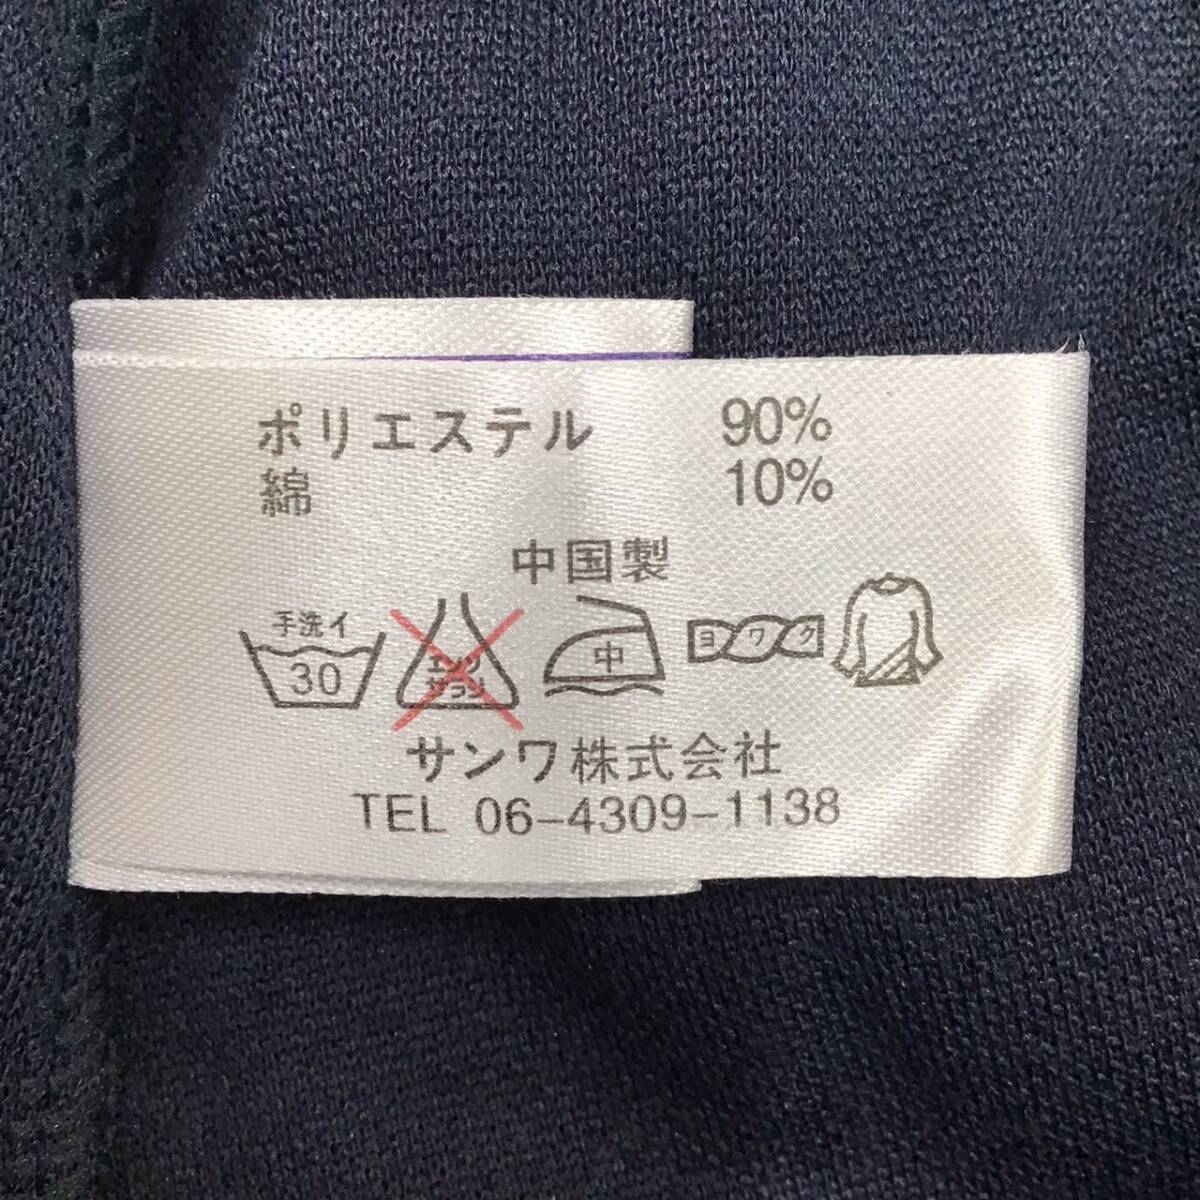 ポリエステル 90%
綿 10%
中国製
手洗イ 30 エンソサラシ 中 ヨワク
サンワ株式会社
TEL 06-4309-1138